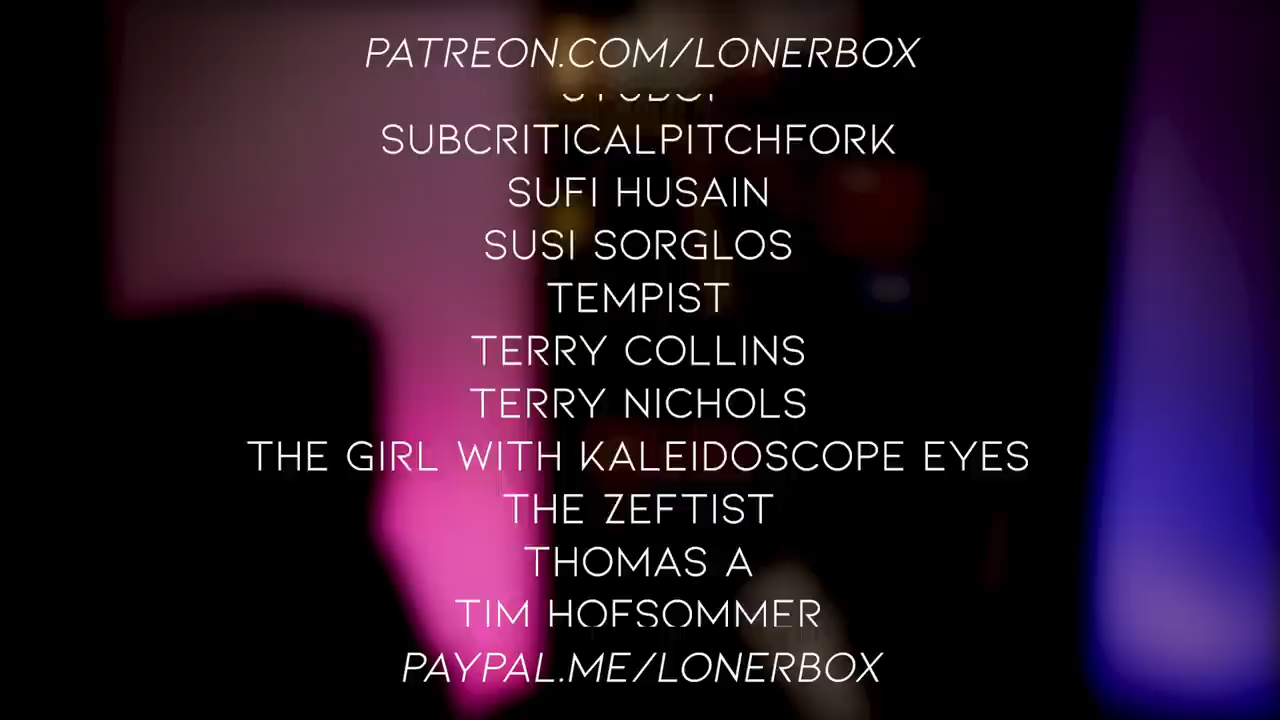 PATREON.COM/LONERBOX
SUBCRITICALPITCHFORK
SUFI HUSAIN
SUSI SORGLOS
TEMPIST
TERRY COLLINS
TERRY NICHOLS
THE GIRL WITH KALEIDOSCOPE EYES
THE ZEFTIST
THOMAS A
TIM HOFSOMMER
PAYPAL.ME/LONERBOX